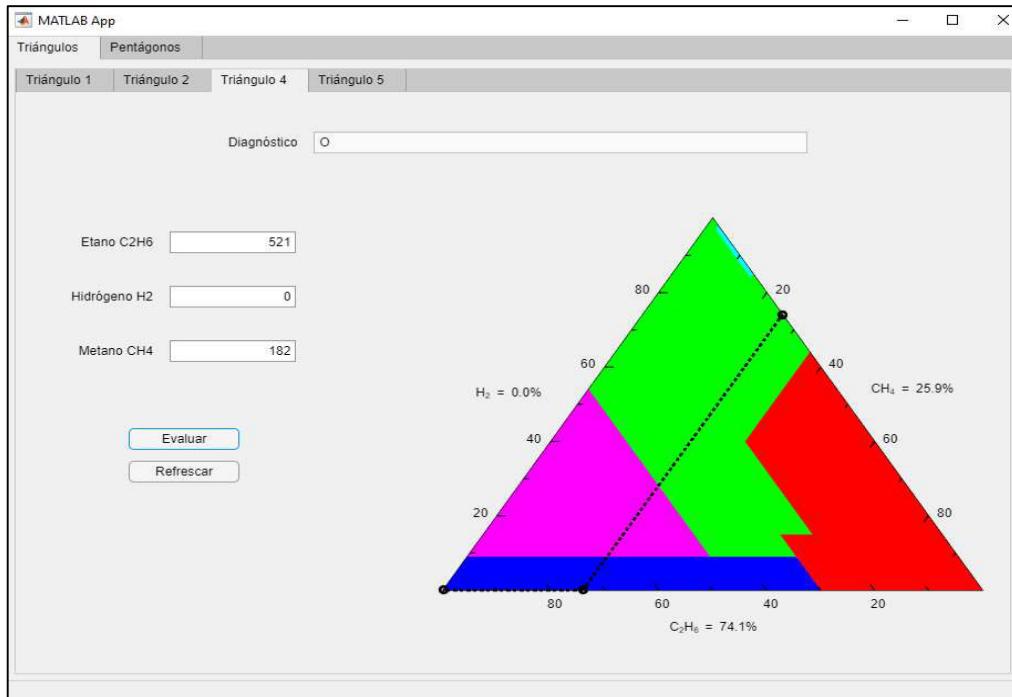 MATLAB App
Triángulos Pentágonos
Triángulo 1 Triángulo 2 Triángulo 4 Triángulo 5
Diagnóstico O
Etano C2H6 521
Hidrógeno H2 0
Metano CH4 182
Evaluar
Refrescar
80 20
60 40
H₂ = 0.0% CH₄ = 25.9%
40 60
20 80
80 60 40 20
C₂H₆ = 74.1%